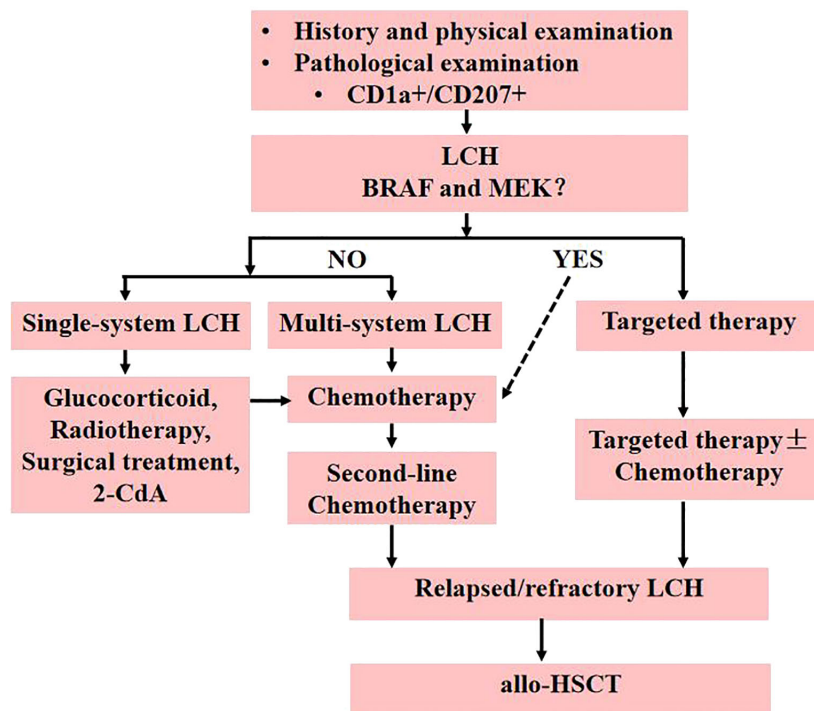 • History and physical examination
• Pathological examination
• CD1a+/CD207+
LCH
BRAF and MEK?
NO
YES
Single-system LCH
Multi-system LCH
Targeted therapy
Glucocorticoid,
Radiotherapy,
Surgical treatment,
2-CdA
Chemotherapy
Second-line
Chemotherapy
Targeted therapy±
Chemotherapy
Relapsed/refractory LCH
allo-HSCT